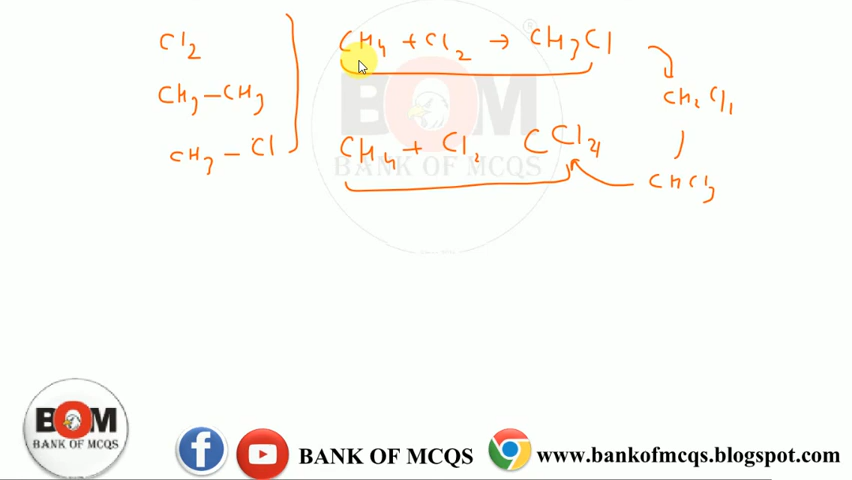 Cl2
CH3-CH3
CH3-Cl
CH4 + Cl2 → CH3Cl
CH2Cl2
CHCl3
CH4 + Cl2 CCl4
BOM
BANK OF MCQS
BOM
BANK OF MCQS
BANK OF MCQS
www.bankofmcqs.blogspot.com